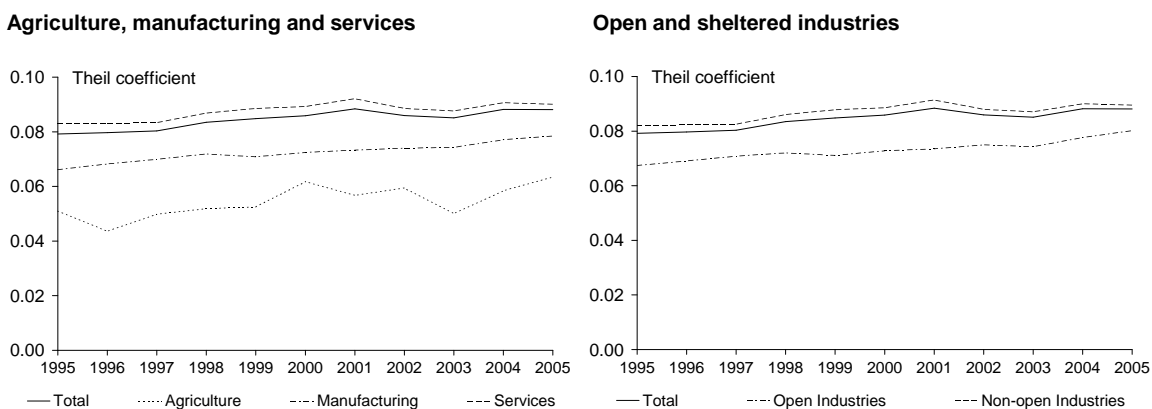 Agriculture, manufacturing and services
Theil coefficient
0.10
0.08
0.06
0.04
0.02
0.00
1995 1996 1997 1998 1999 2000 2001 2002 2003 2004 2005
Total Agriculture Manufacturing Services
Open and sheltered industries
Theil coefficient
0.10
0.08
0.06
0.04
0.02
0.00
1995 1996 1997 1998 1999 2000 2001 2002 2003 2004 2005
Total Open Industries Non-open Industries